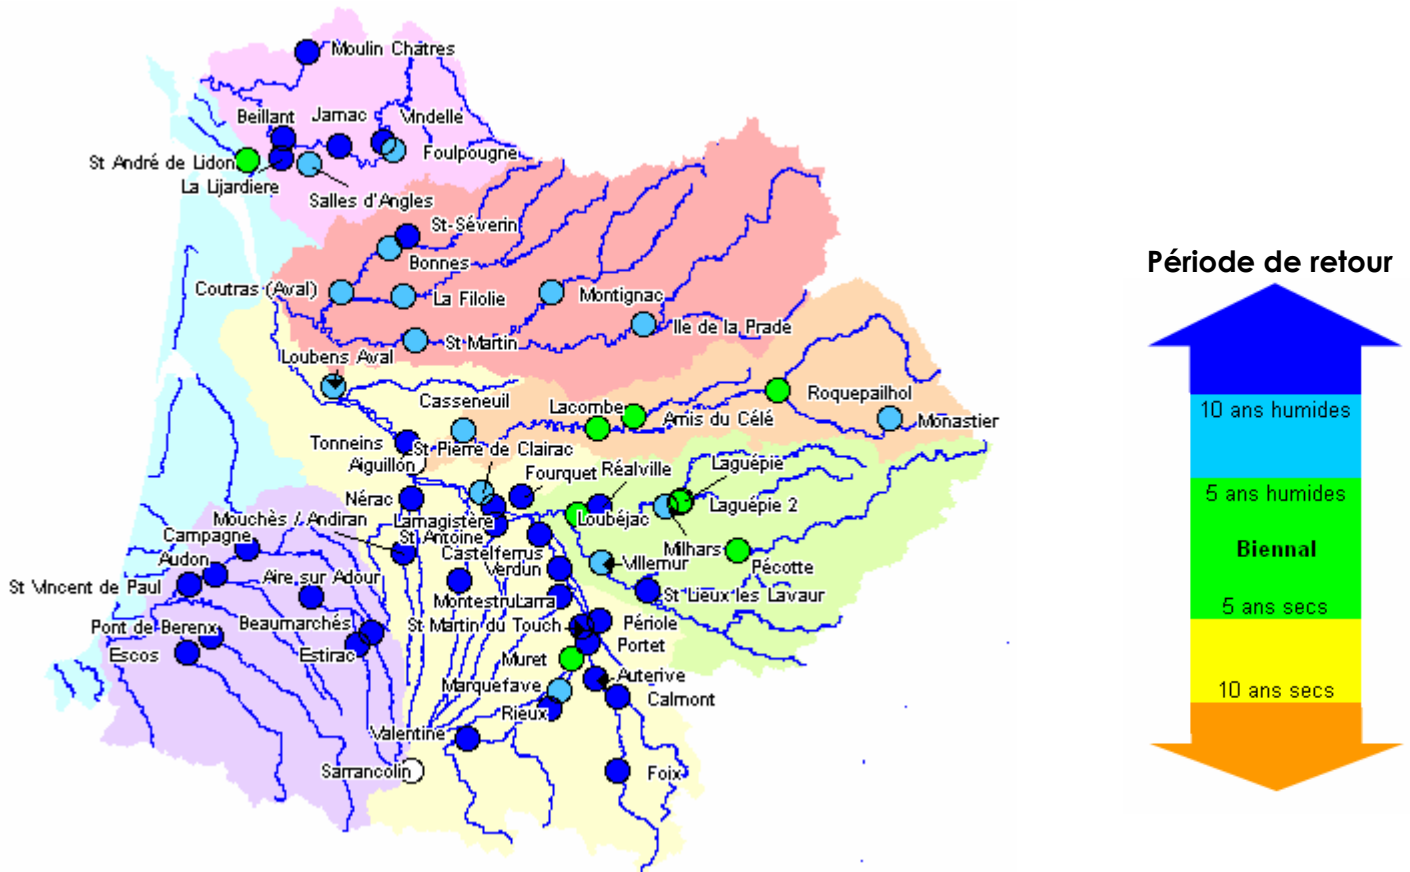 Moulin Châtres
Beillant
Jarnac
Vindelle
Foulpougne
St André de Lidon
La Lijardiere
Salles d'Angles
St-Séverin
Bonnes
Coutras (Aval)
La Filolie
Montignac
Ile de la Prade
St Martin
Loubens Aval
Casseneuil
Lacombe
Amis du Célé
Roquepailhol
Monastier
Tonneins
St Pierre de Clairac
Aiguillon
Fourquet
Réalville
Laguépie
Nérac
Laguépie 2
Mouchès / Andiran
Lamagistère
Loubéjac
St Antoine
Campagne
Castelferrus
Milhars
Audon
Verdun
Villemur
Pécotte
St Vincent de Paul
Aire sur Adour
St Lieux les Lavaur
Montestruc
Larra
Pont de Berenx
Beaumarchés
St Martin du Touch
Périole
Escos
Estirac
Portet
Muret
Auterive
Marquefave
Calmont
Rieux
Valentine
Sarrancolin
Foix
Période de retour
10 ans humides
5 ans humides
Biennal
5 ans secs
10 ans secs